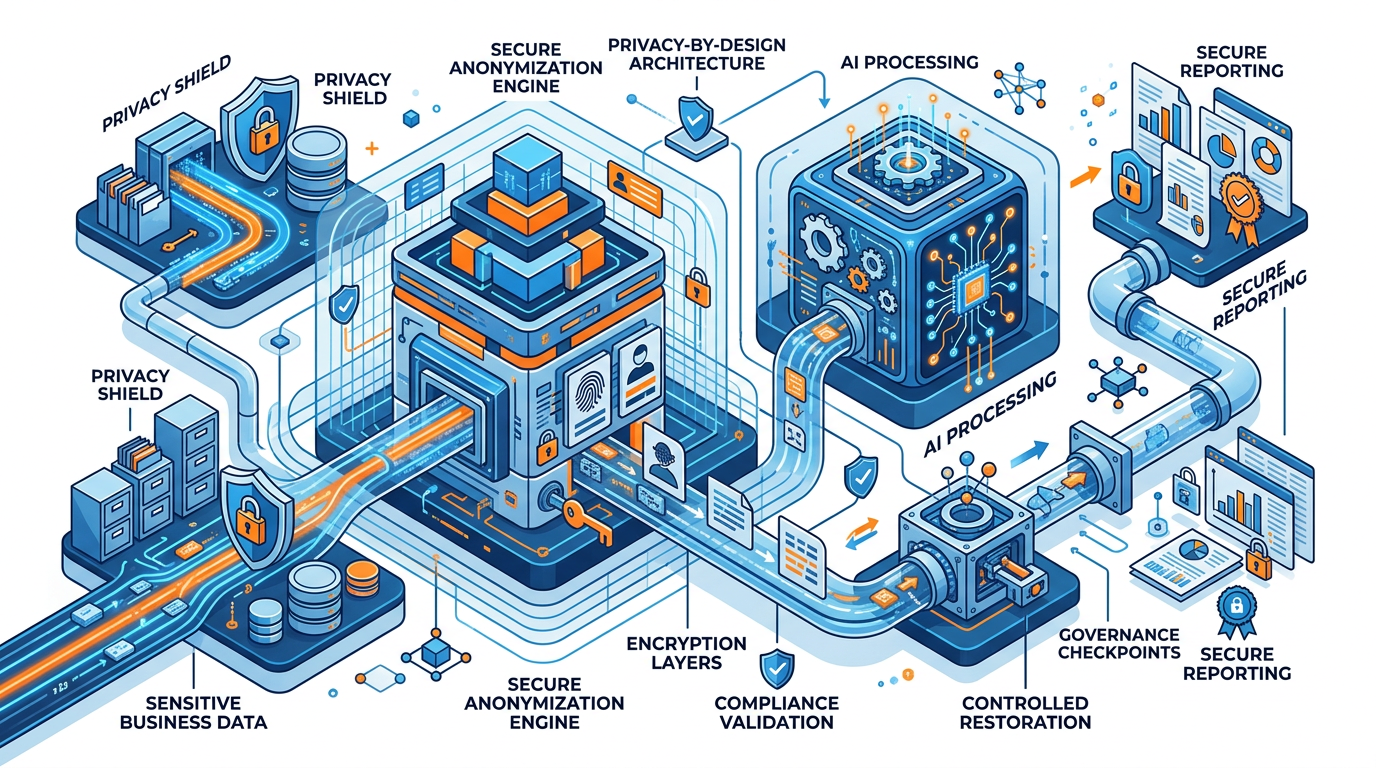 PRIVACY SHIELD
PRIVACY
SHIELD
SECURE
ANONYMIZATION
ENGINE
PRIVACY-BY-DESIGN
ARCHITECTURE
AI PROCESSING
SECURE
REPORTING
SECURE
REPORTING
PRIVACY
SHIELD
AI PROCESSING
SENSITIVE
BUSINESS DATA
SECURE
ANONYMIZATION
ENGINE
ENCRYPTION
LAYERS
COMPLIANCE
VALIDATION
CONTROLLED
RESTORATION
GOVERNANCE
CHECKPOINTS
SECURE
REPORTING